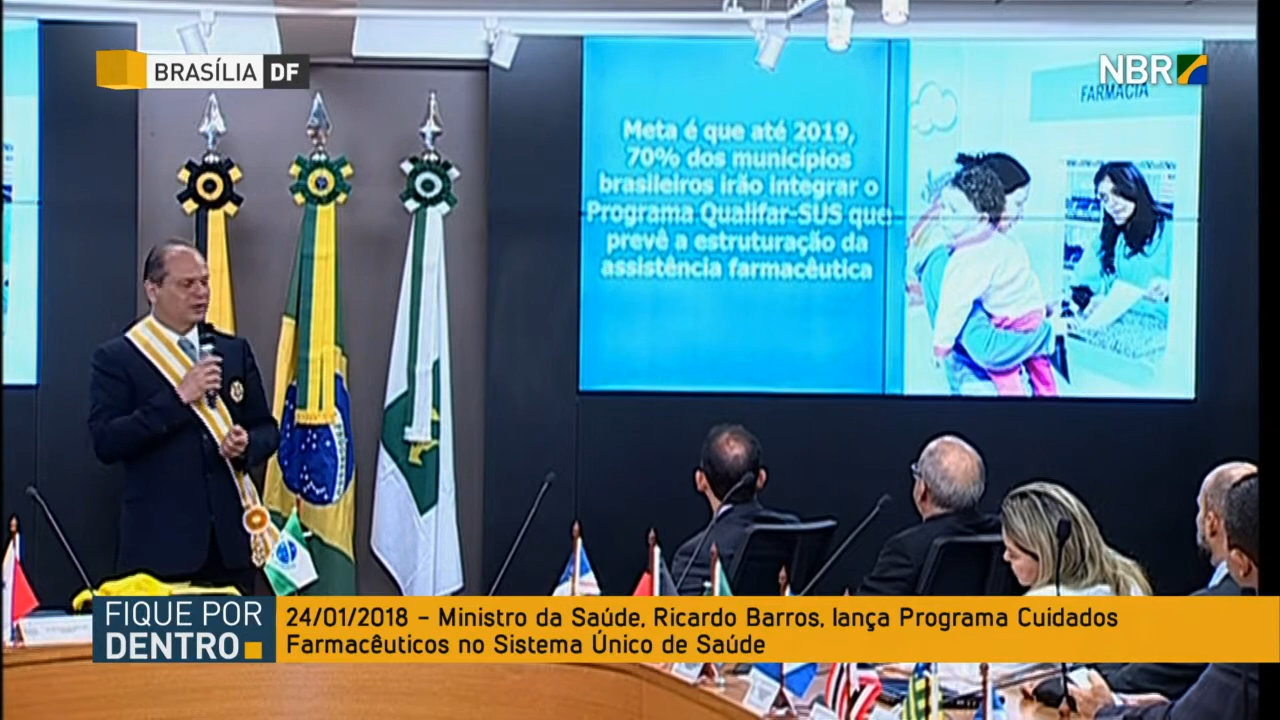 BRASÍLIA DF
NBR
FARMÁCIA
Meta é que até 2019,
70% dos municípios
brasileiros irão integrar o
Programa Qualifar-SUS que
prevê a estruturação da
assistência farmacêutica
FIQUE POR
DENTRO
24/01/2018 - Ministro da Saúde, Ricardo Barros, lança Programa Cuidados
Farmacêuticos no Sistema Único de Saúde